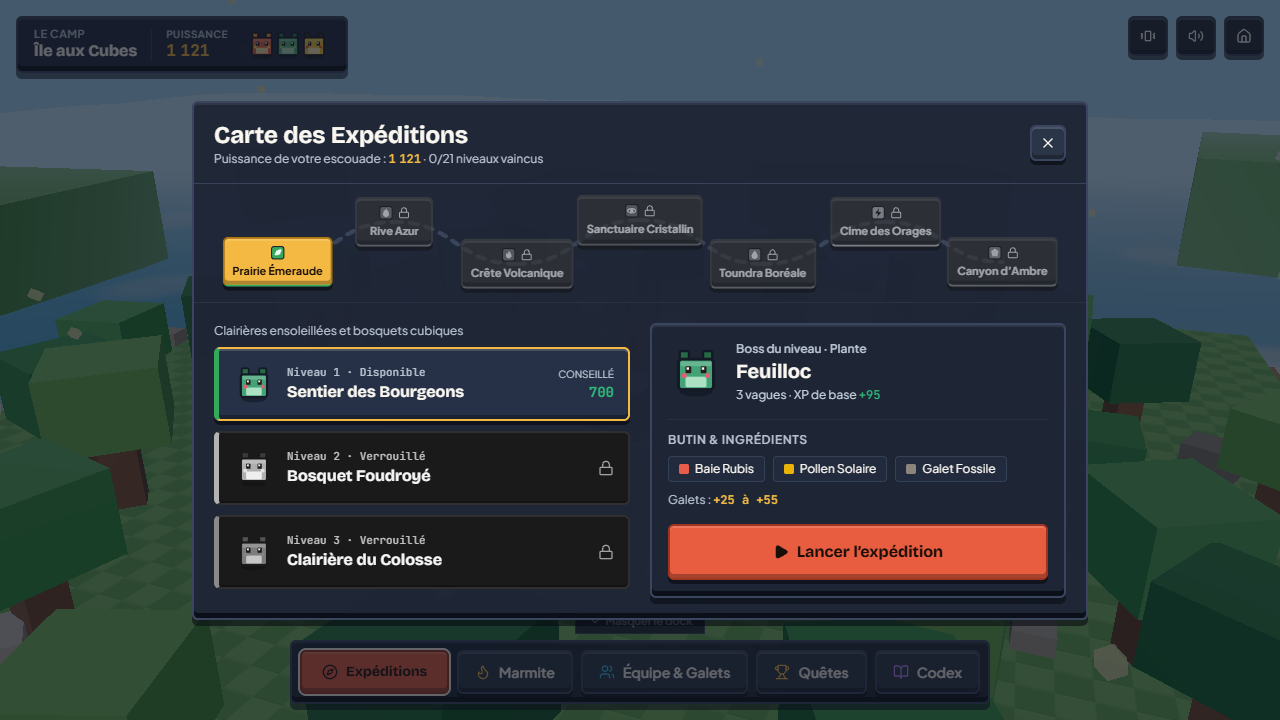 LE CAMP
Île aux Cubes
PUISSANCE
1 121
Carte des Expéditions
Puissance de votre escouade : 1 121 · 0/21 niveaux vaincus
Prairie Émeraude
Rive Azur
Crête Volcanique
Sanctuaire Cristallin
Toundra Boréale
Cîme des Orages
Canyon d'Ambre
Clairières ensoleillées et bosquets cubiques
Niveau 1 · Disponible
Sentier des Bourgeons
CONSEILLÉ
700
Niveau 2 · Verrouillé
Bosquet Foudroyé
Niveau 3 · Verrouillé
Clairière du Colosse
Boss du niveau · Plante
Feuilloc
3 vagues · XP de base +95
BUTIN & INGRÉDIENTS
Baie Rubis
Pollen Solaire
Galet Fossile
Galets : +25 à +55
Lancer l'expédition
Masquer le dock
Expéditions
Marmite
Équipe & Galets
Quêtes
Codex